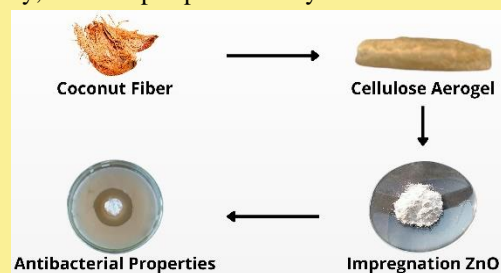 Coconut Fiber
Cellulose Aerogel
Antibacterial Properties
Impregnation ZnO